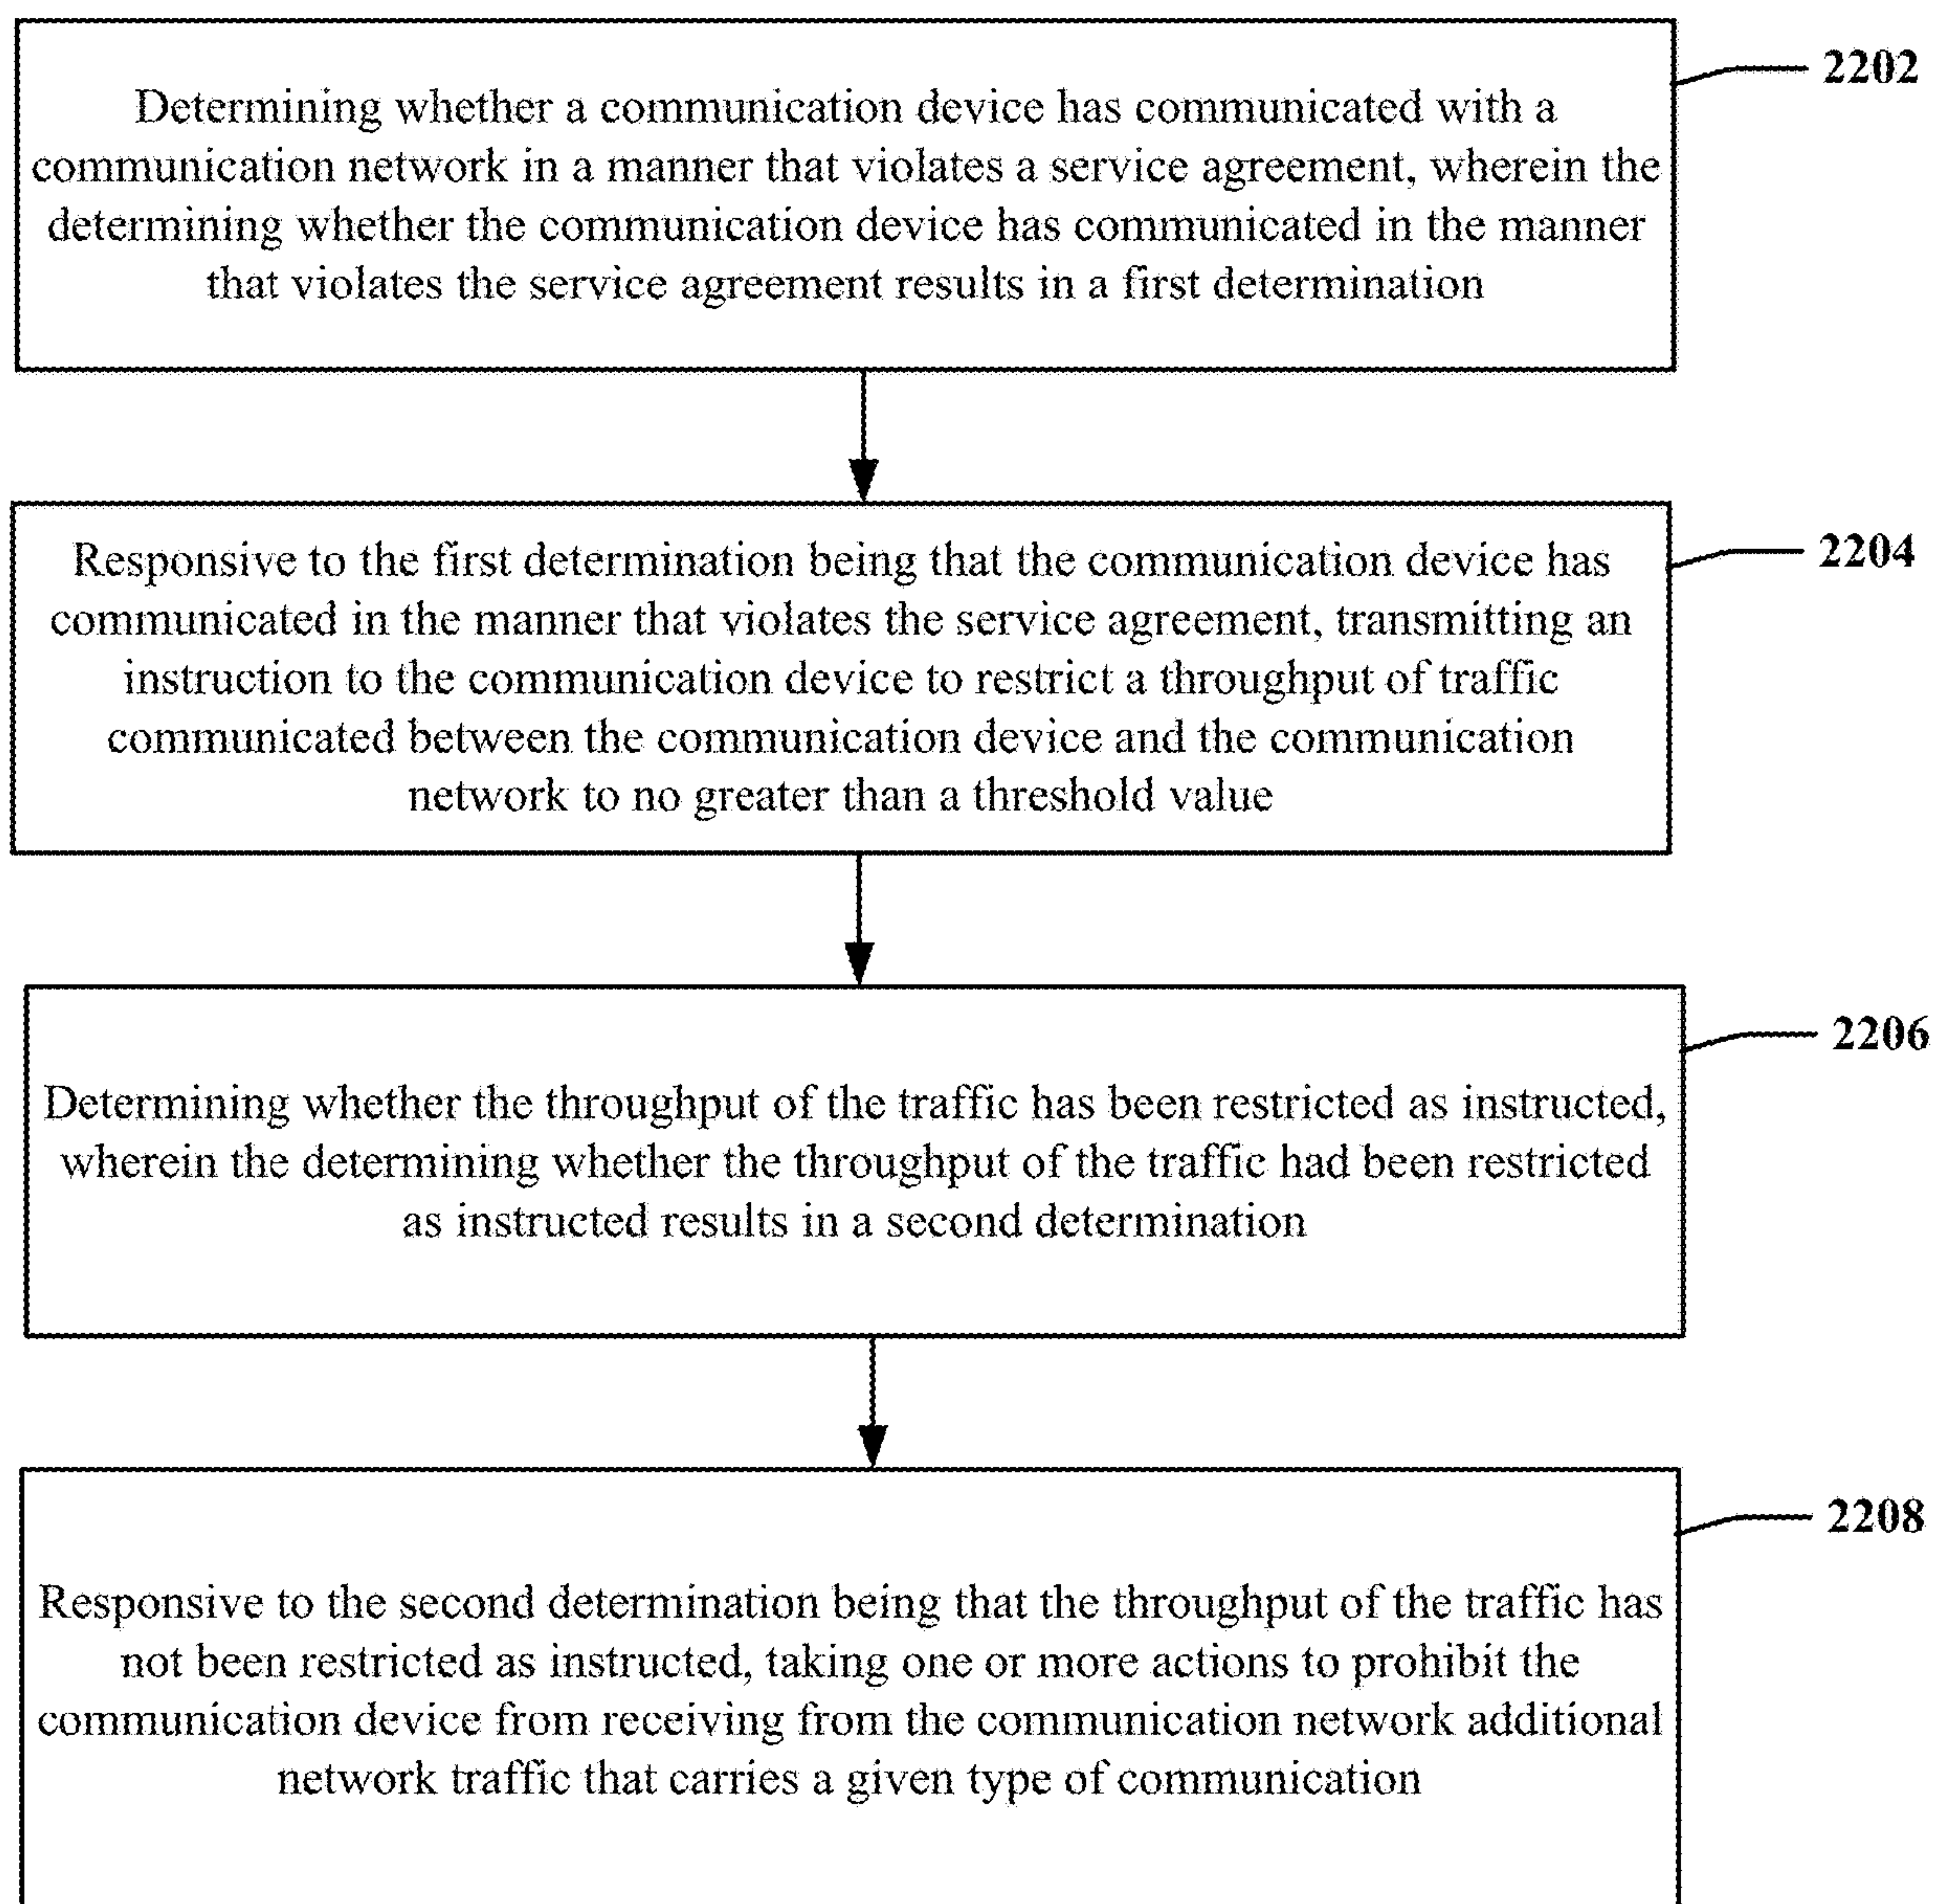 Determining whether a communication device has communicated with a
communication network in a manner that violates a service agreement, wherein the
determining whether the communication device has communicated in the manner
that violates the service agreement results in a first determination
2202
Responsive to the first determination being that the communication device has
communicated in the manner that violates the service agreement, transmitting an
instruction to the communication device to restrict a throughput of traffic
communicated between the communication device and the communication
network to no greater than a threshold value
2204
Determining whether the throughput of the traffic has been restricted as instructed,
wherein the determining whether the throughput of the traffic had been restricted
as instructed results in a second determination
2206
Responsive to the second determination being that the throughput of the traffic has
not been restricted as instructed, taking one or more actions to prohibit the
communication device from receiving from the communication network additional
network traffic that carries a given type of communication
2208